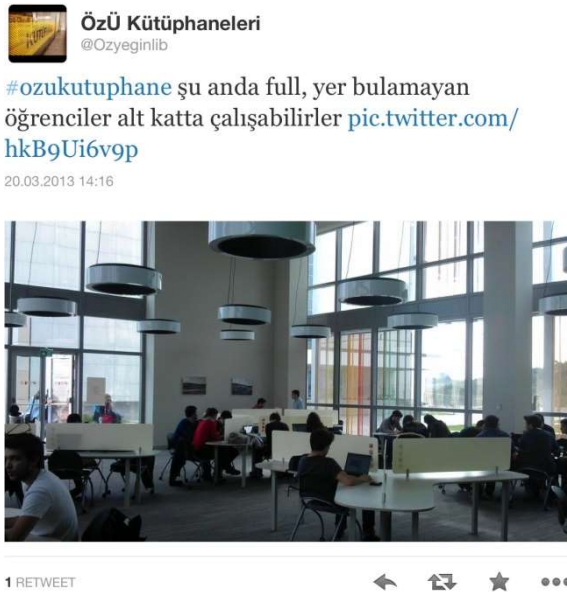 ÖzÜ Kütüphaneleri
@Ozyeginlib
#ozukutuphane şu anda full, yer bulamayan
öğrenciler alt katta çalışabilirler pic.twitter.com/
hkB9Ui6v9p
20.03.2013 14:16
1 RETWEET